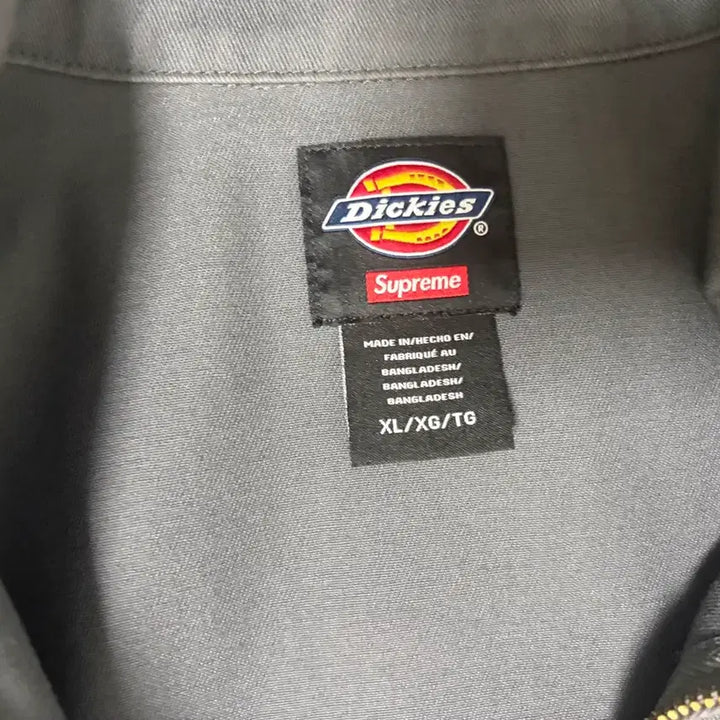 Dickies
®
Supreme
MADE IN/HECHO EN/
FABRIQUÉ AU
BANGLADESH/
BANGLADESH/
BANGLADESH
XL/XG/TG